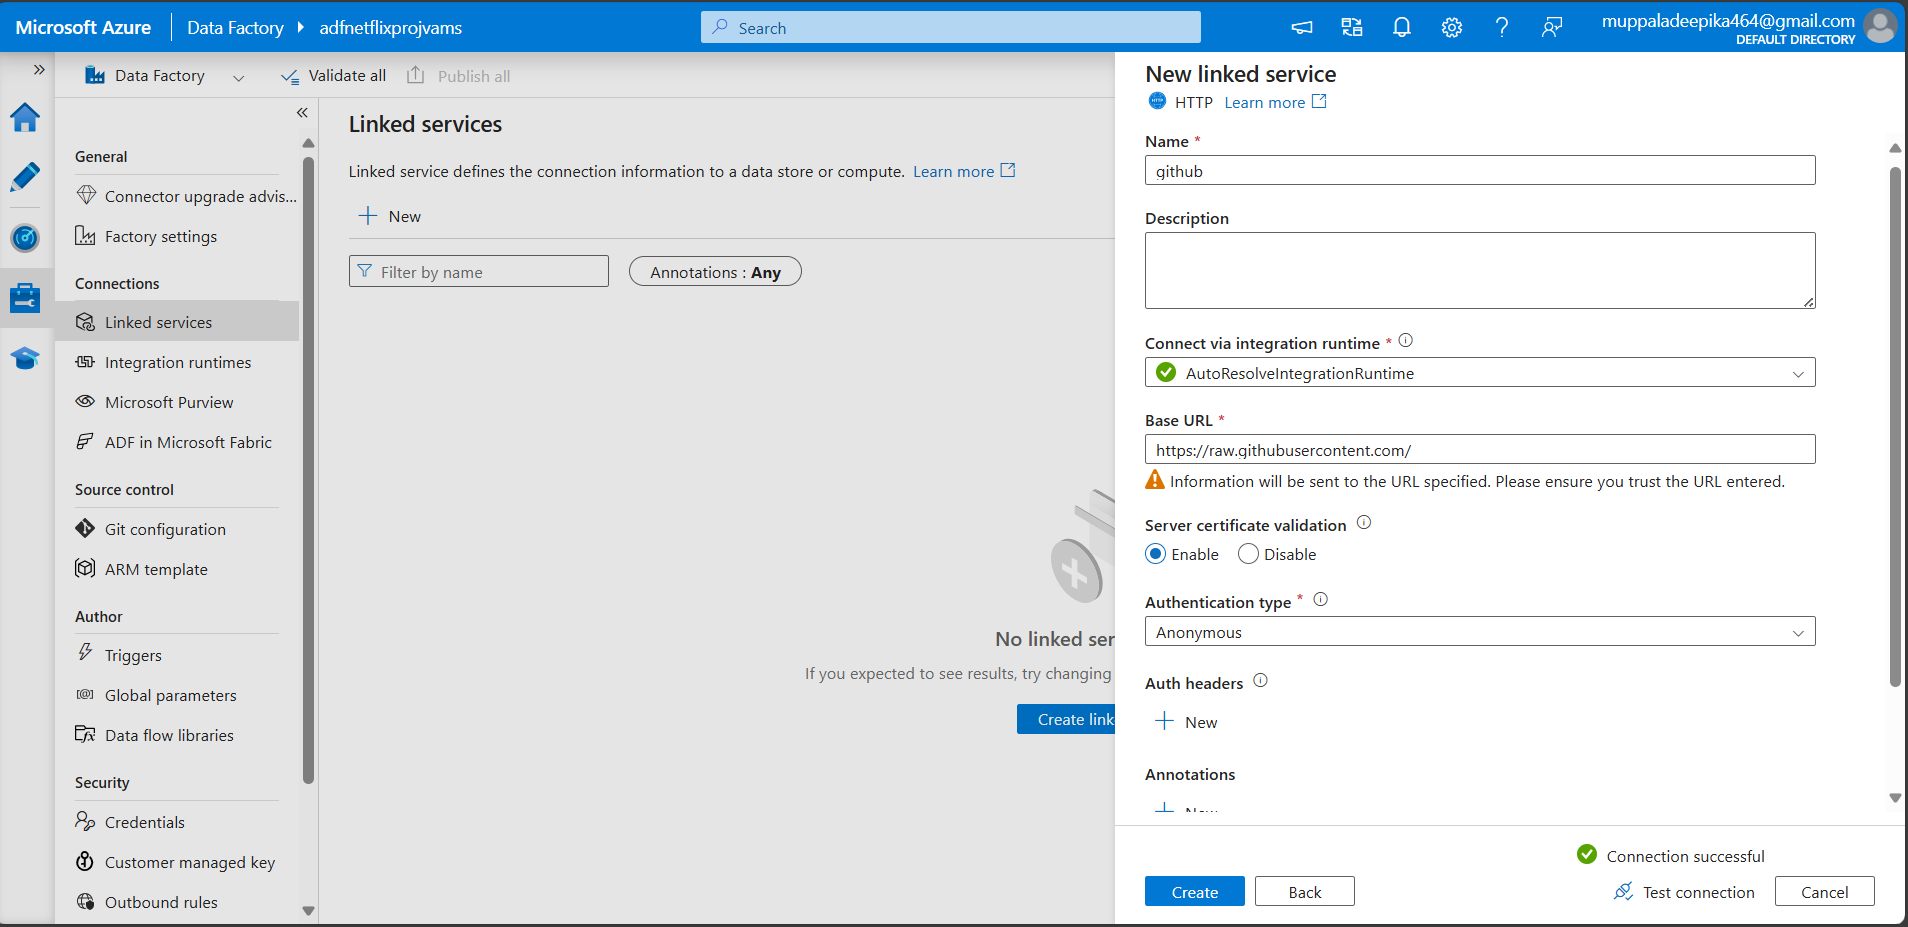 Microsoft Azure
Data Factory
adfnetflixprojvams
Search
muppaladeepika464@gmail.com
DEFAULT DIRECTORY
Data Factory
Validate all
Publish all
General
Connector upgrade advis...
Factory settings
Connections
Linked services
Integration runtimes
Microsoft Purview
ADF in Microsoft Fabric
Source control
Git configuration
ARM template
Author
Triggers
Global parameters
Data flow libraries
Security
Credentials
Customer managed key
Outbound rules
Linked services
Linked service defines the connection information to a data store or compute. Learn more
New
Filter by name
Annotations : Any
No linked ser
If you expected to see results, try changing
Create link
New linked service
HTTP Learn more
Name *
github
Description
Connect via integration runtime *
AutoResolveIntegrationRuntime
Base URL *
https://raw.githubusercontent.com/
Information will be sent to the URL specified. Please ensure you trust the URL entered.
Server certificate validation
Enable Disable
Authentication type *
Anonymous
Auth headers
New
Annotations
New
Connection successful
Create Back Test connection Cancel